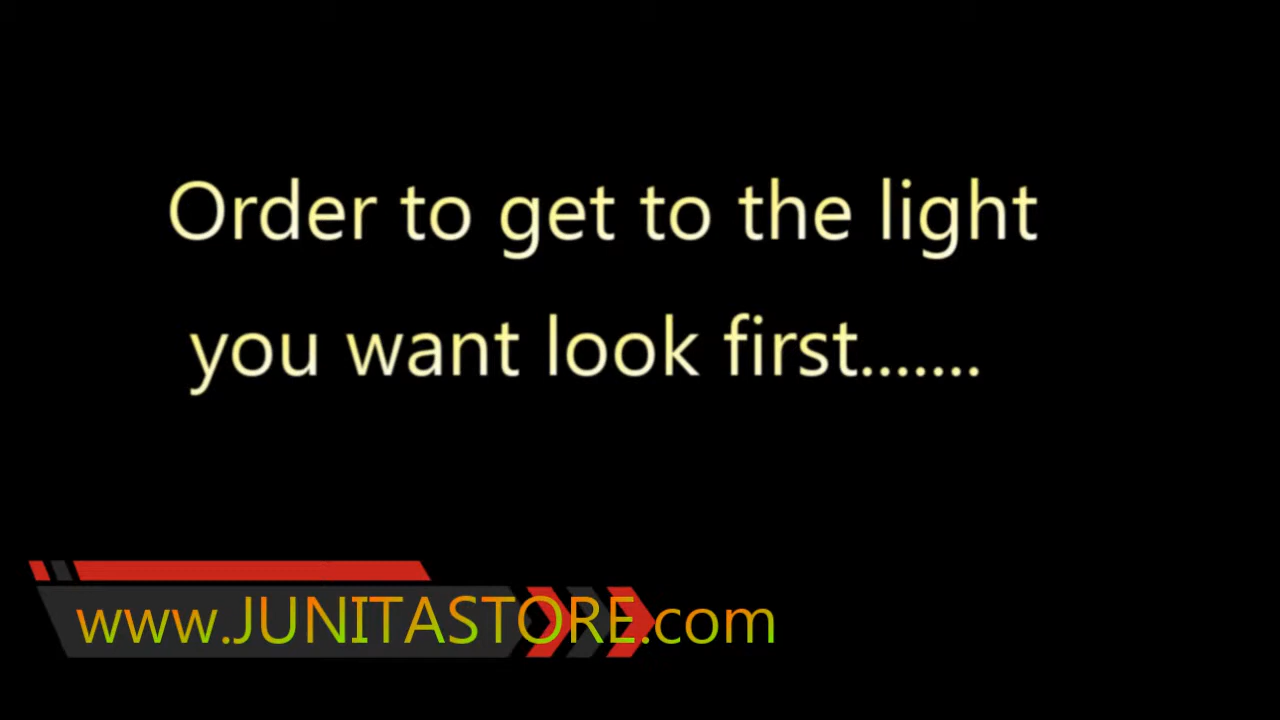 Order to get to the light
you want look first.......
www.JUNITASTORE.com